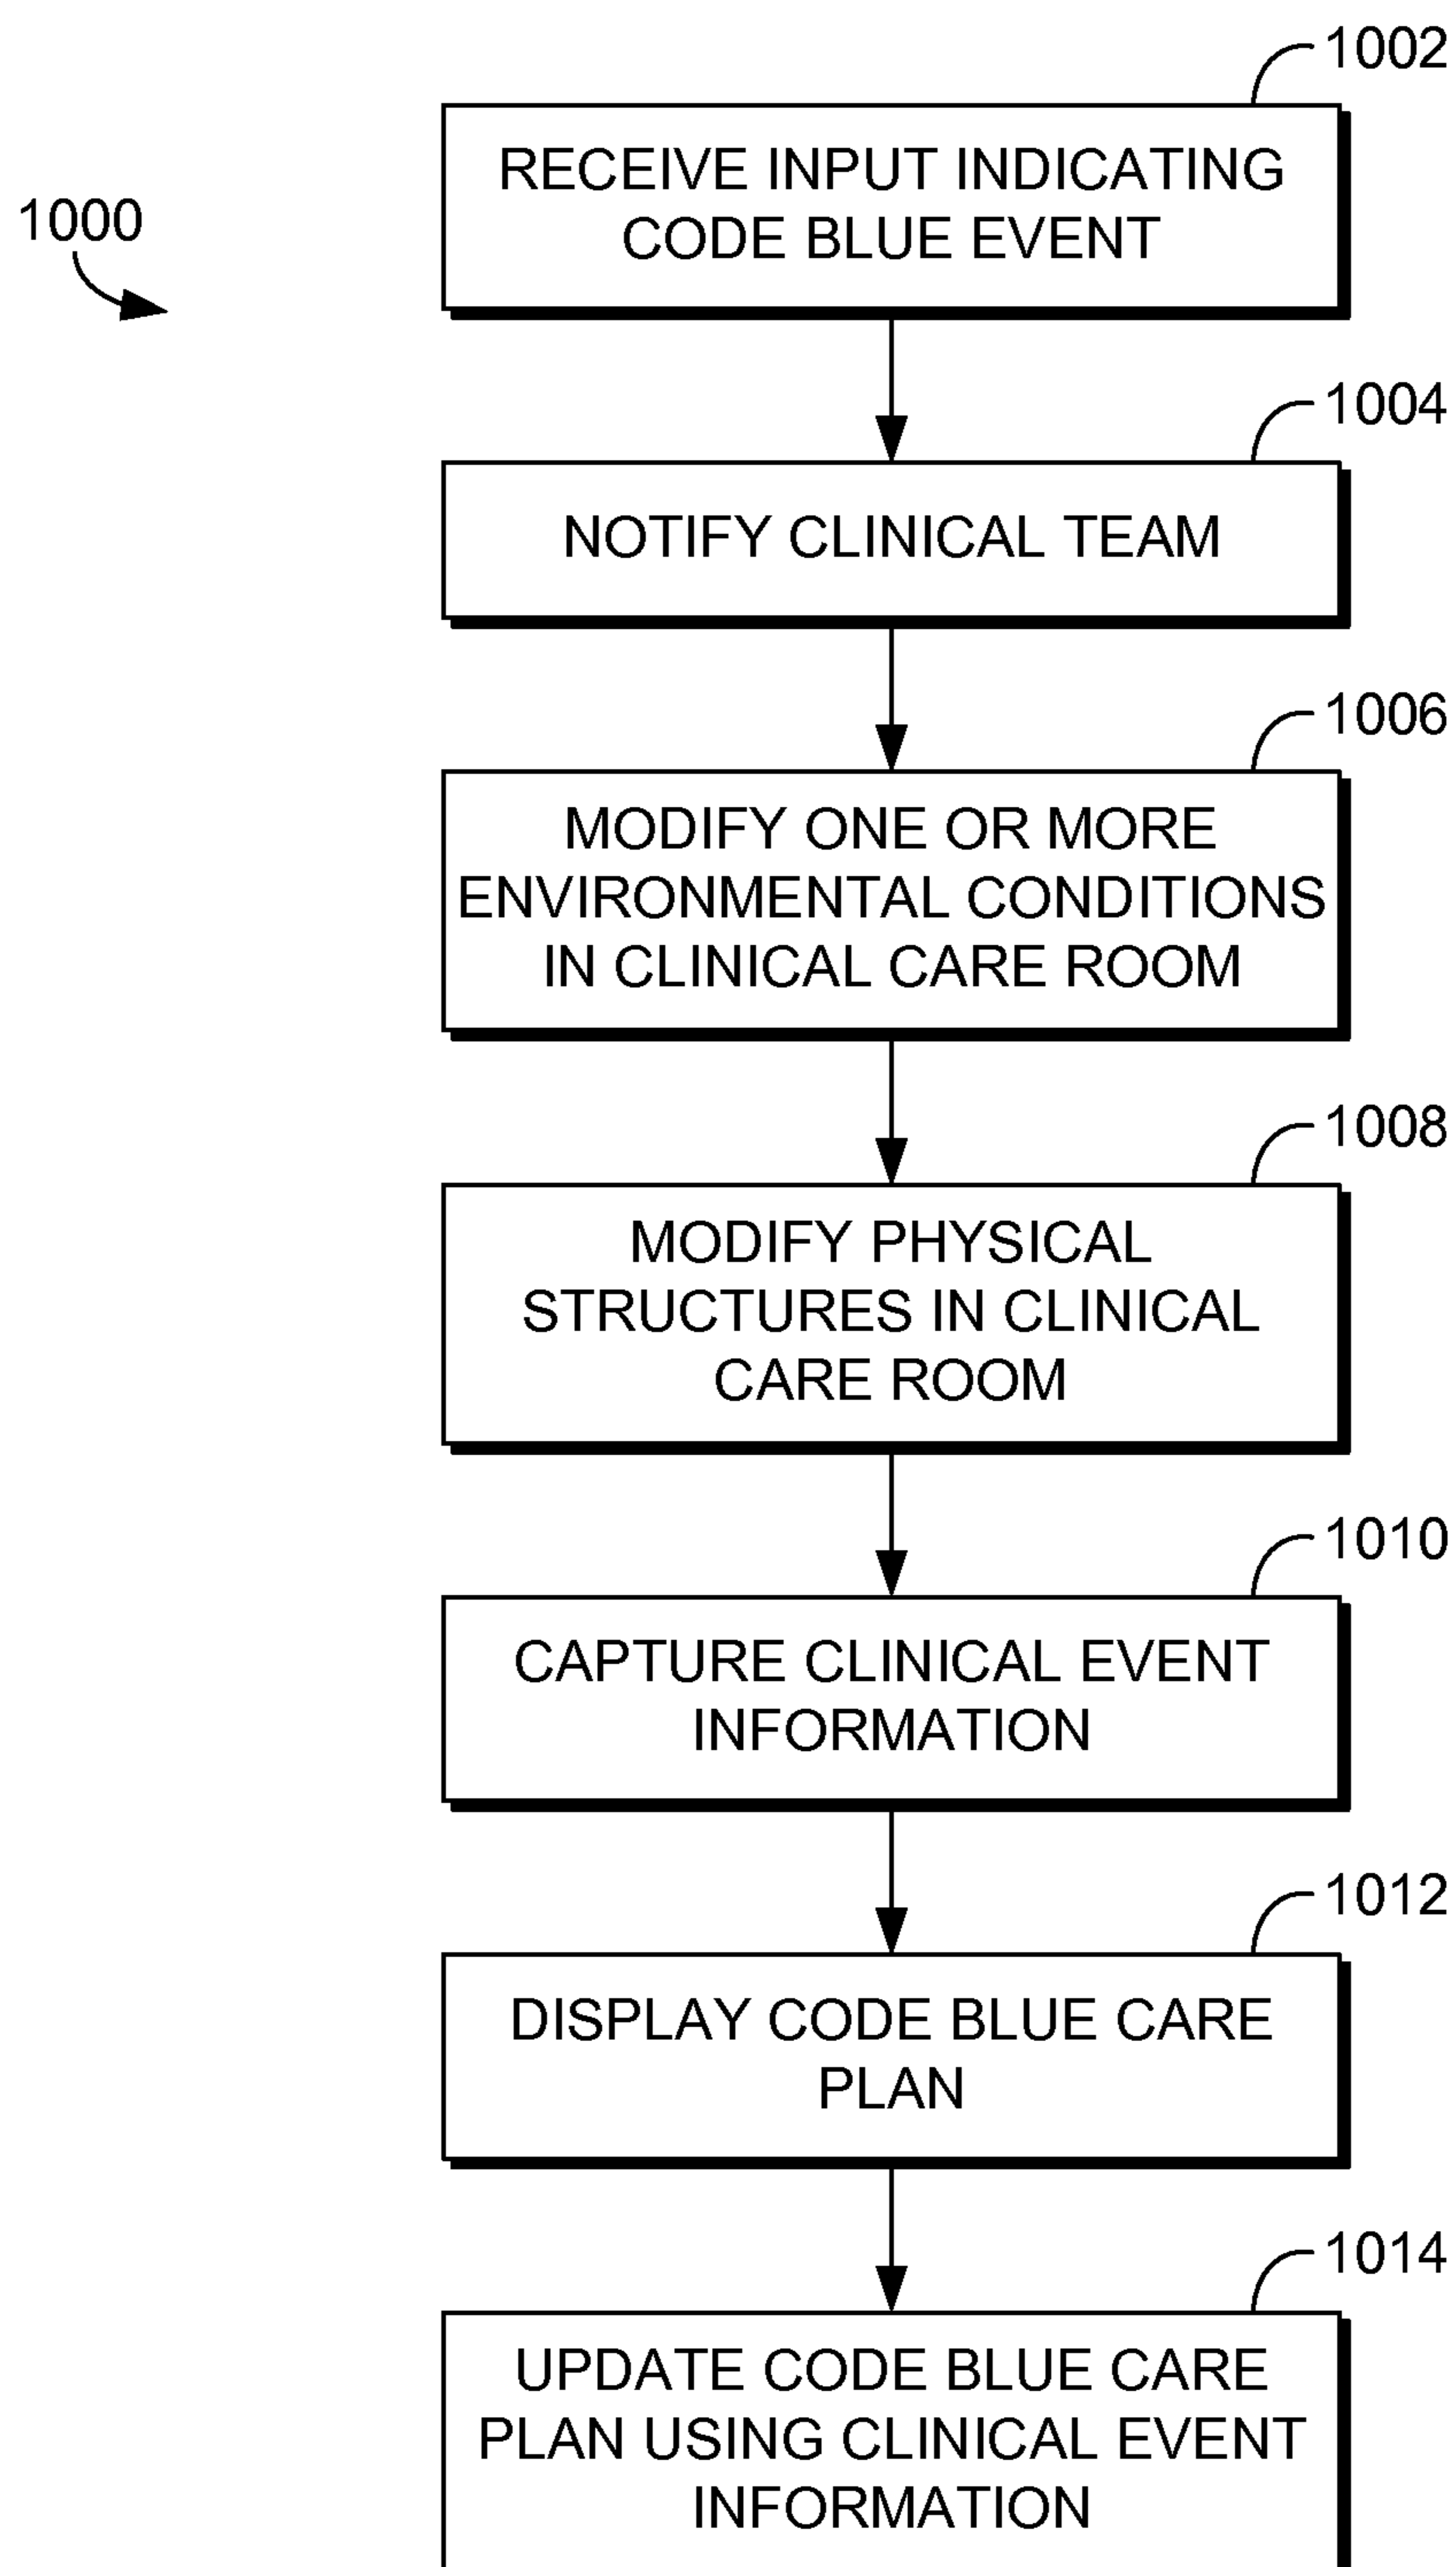 1002
1000
RECEIVE INPUT INDICATING
CODE BLUE EVENT
1004
NOTIFY CLINICAL TEAM
1006
MODIFY ONE OR MORE
ENVIRONMENTAL CONDITIONS
IN CLINICAL CARE ROOM
1008
MODIFY PHYSICAL
STRUCTURES IN CLINICAL
CARE ROOM
1010
CAPTURE CLINICAL EVENT
INFORMATION
1012
DISPLAY CODE BLUE CARE
PLAN
1014
UPDATE CODE BLUE CARE
PLAN USING CLINICAL EVENT
INFORMATION